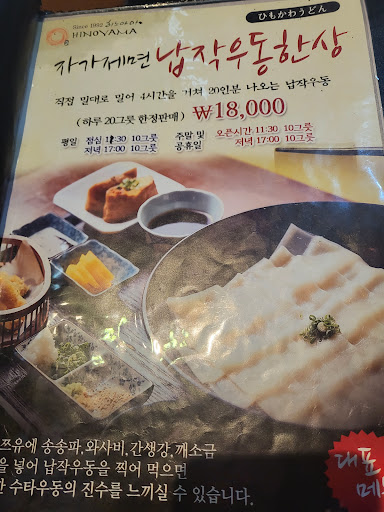 Since 1992
HINOYAMA
ひもかわうどん
자가제면 납작우동한상
직접 밀대로 밀어 4시간을 거쳐 20인분 나오는 납작우동
(하루 20그릇 한정판매) ₩18,000
평일 점심 11:30 10그릇 주말 및 오픈시간 11:30 10그릇
저녁 17:00 10그릇 공휴일 저녁 17:00 10그릇
쯔유에 송송파,와사비,간생강,깨소금
을 넣어 납작우동을 찍어 먹으면
한 수타우동의 진수를 느끼실 수 있습니다.
대표
메